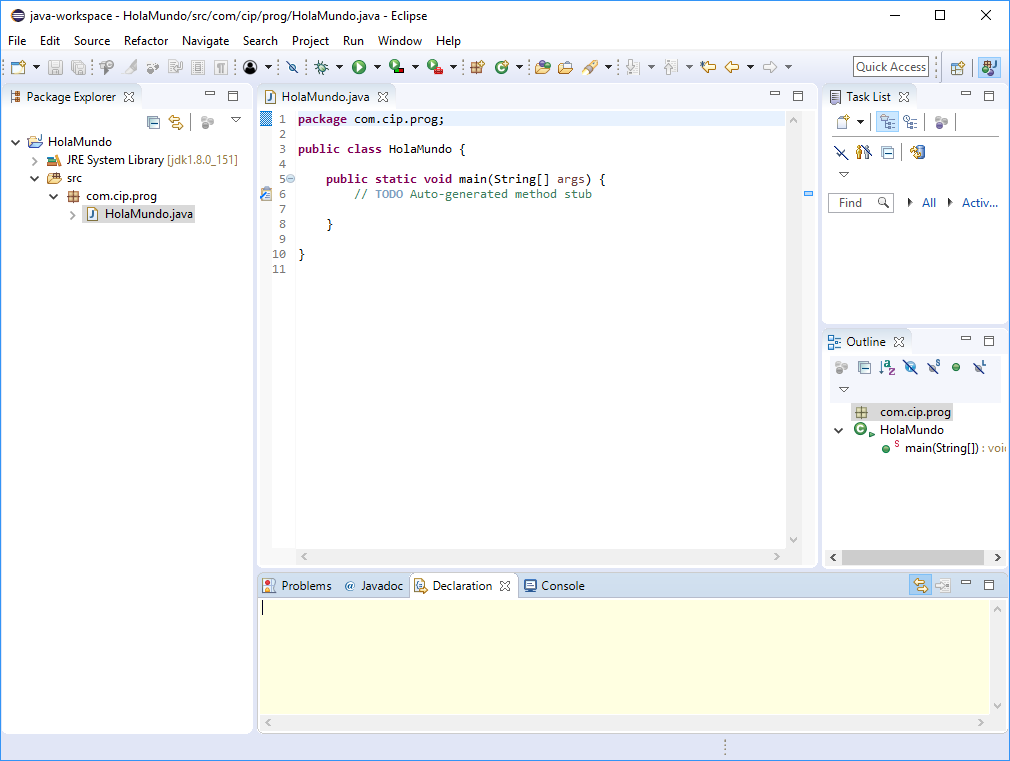 java-workspace - HolaMundo/src/com/cip/prog/HolaMundo.java - Eclipse
File Edit Source Refactor Navigate Search Project Run Window Help
Quick Access
Package Explorer
HolaMundo
JRE System Library [jdk1.8.0_151]
src
com.cip.prog
HolaMundo.java
HolaMundo.java
1 package com.cip.prog;
2
3 public class HolaMundo {
4
5 public static void main(String[] args) {
6 // TODO Auto-generated method stub
7
8 }
9
10 }
11
Task List
Find All Activ...
Outline
com.cip.prog
HolaMundo
main(String[]) : voi
Problems @ Javadoc Declaration Console